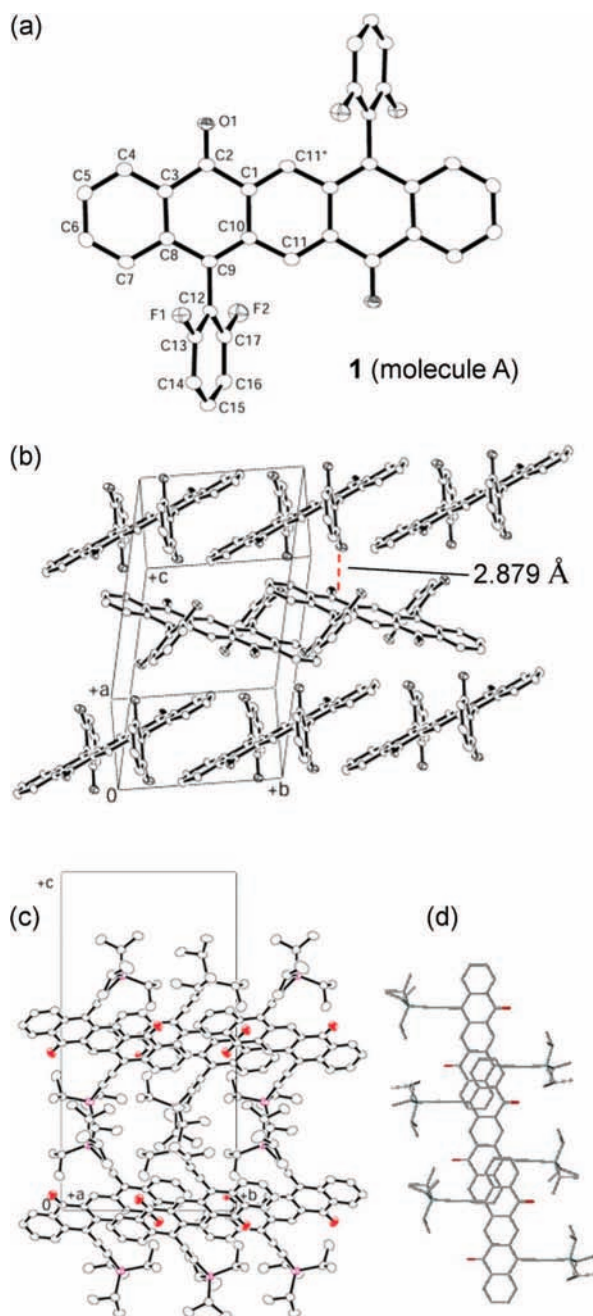 (a)
O1
C4
C2
C11*
C5
C3
C1
C6
C10
C11
C8
C7
C9
C12
F1
F2
C13
C17
C14
C16
C15
1 (molecule A)
(b)
+c
2.879 Å
+a
0
+b
(c)
(d)
+c
0
+a
+b